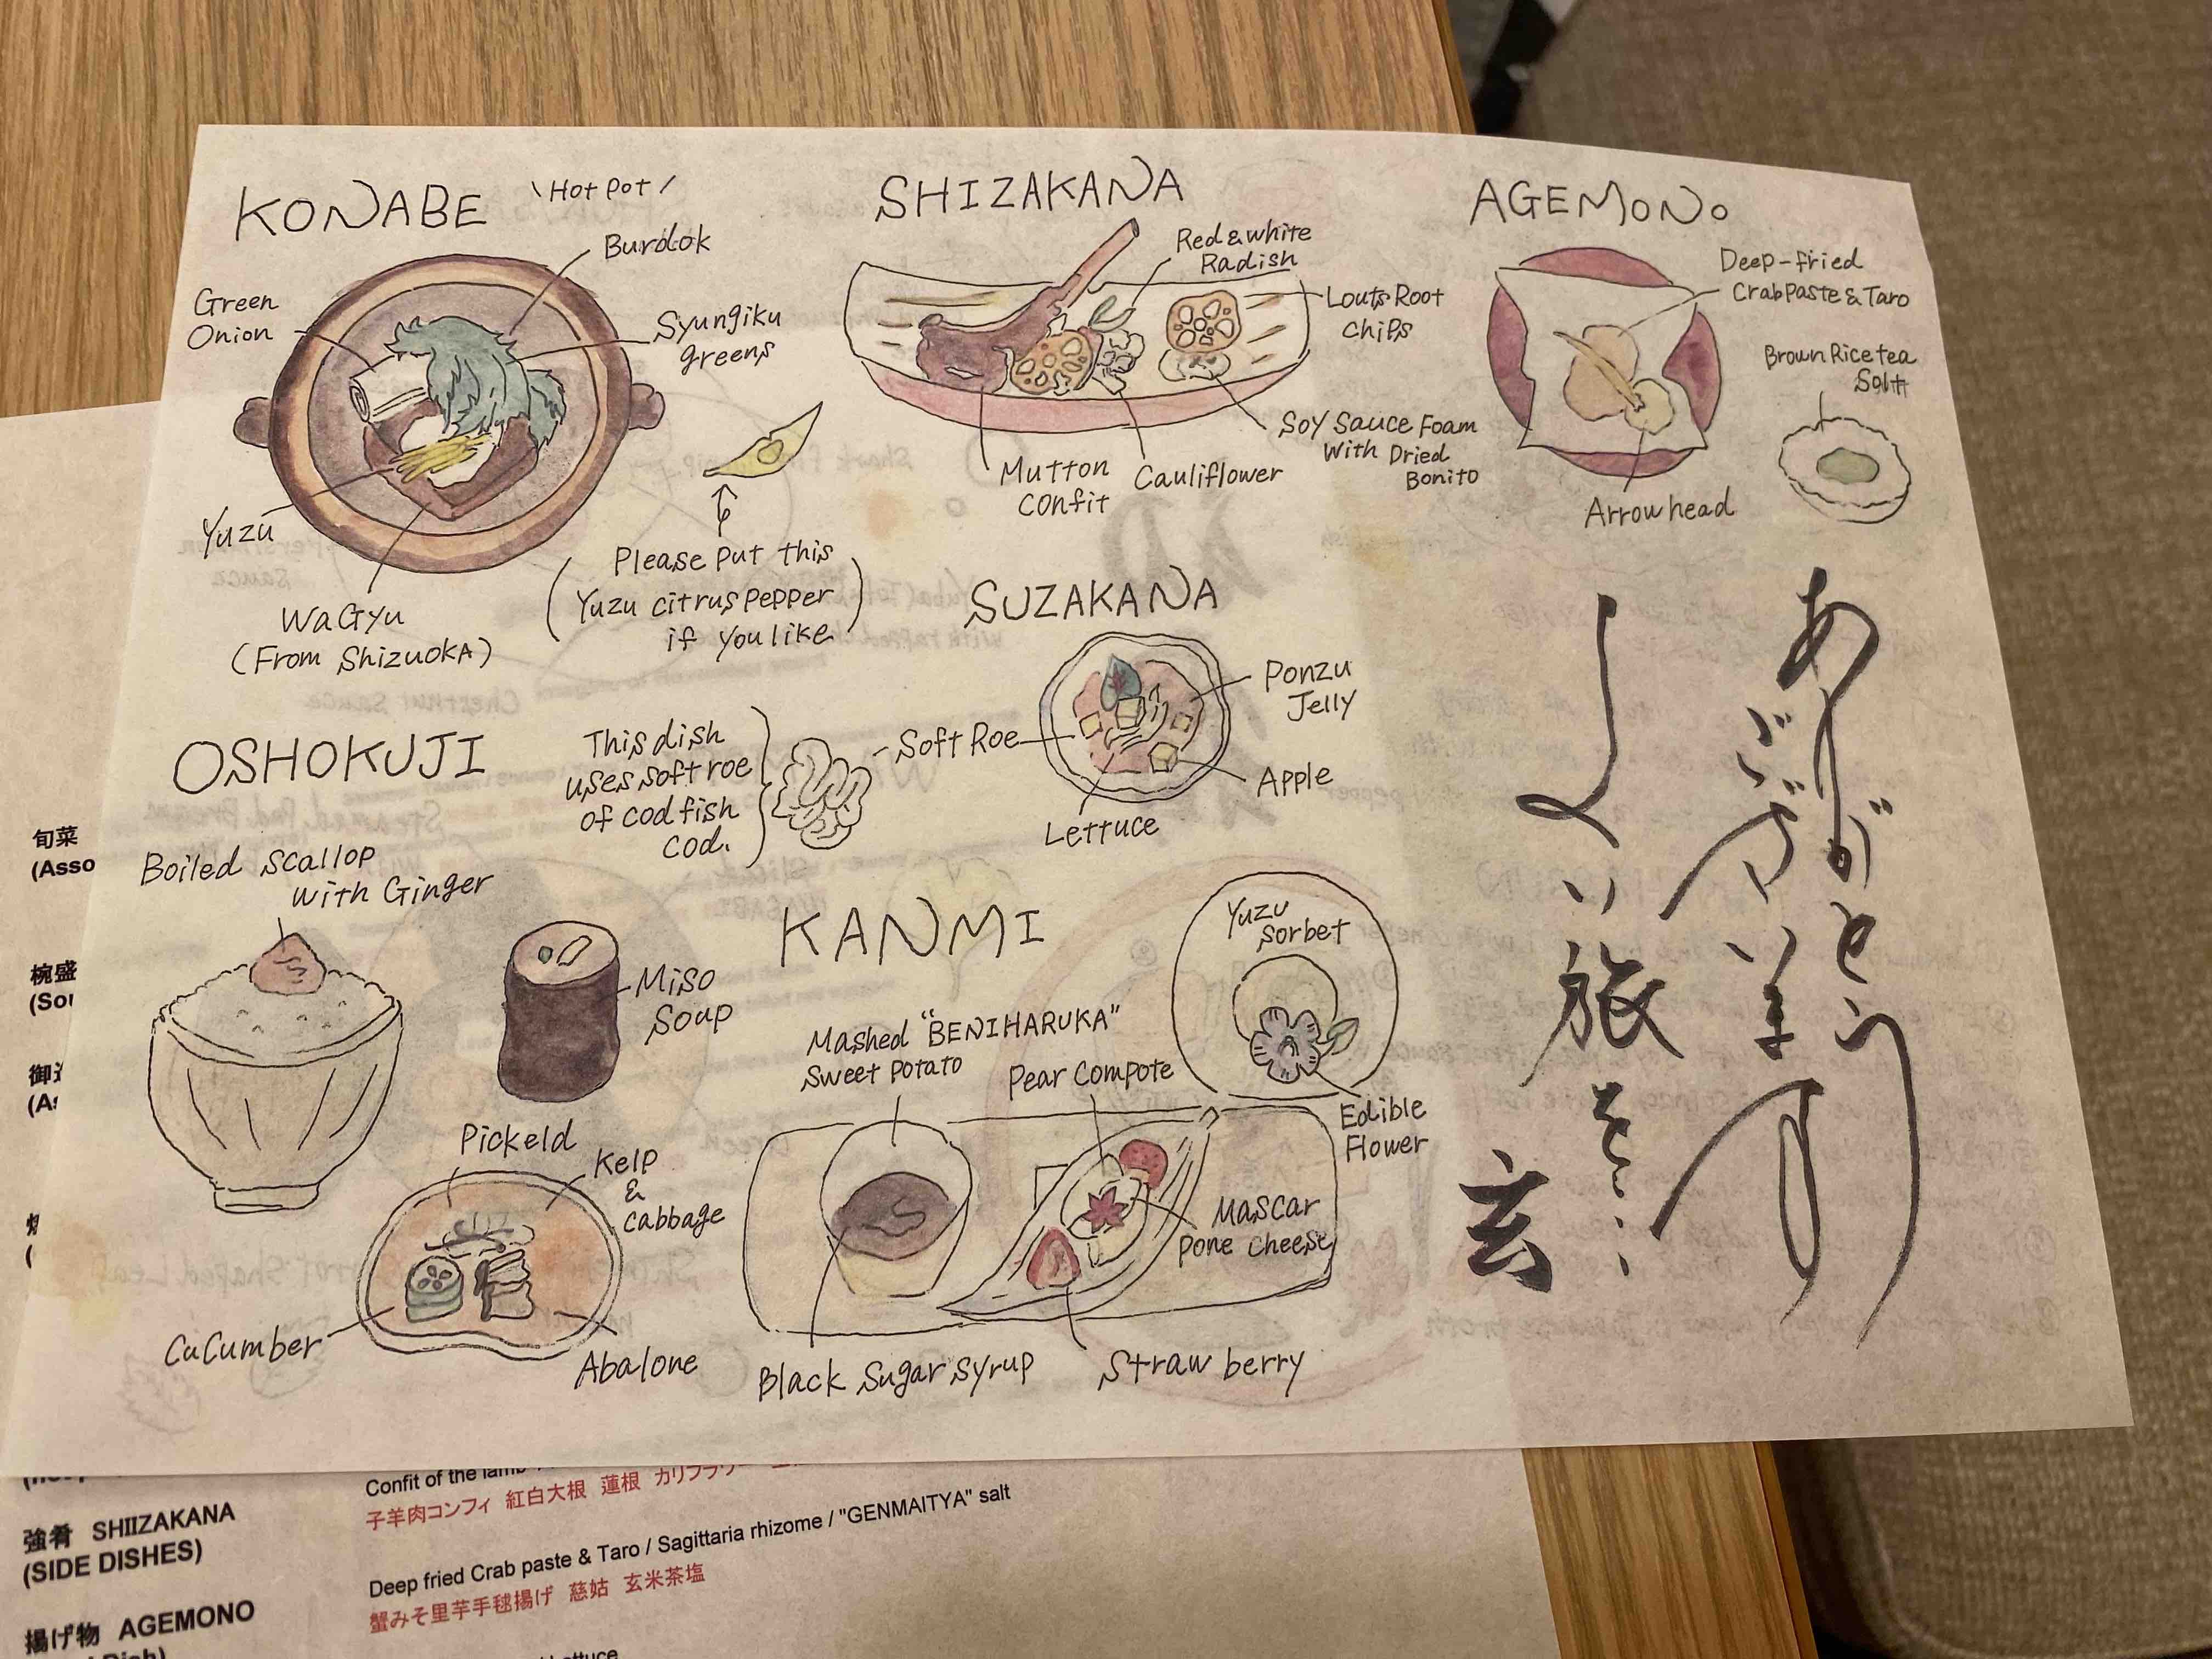 KONABE
\Hot Pot/
Burdok
Green
Onion
Syungiku
greens
Yuzu
WaGyu
(From Shizuoka)
(Please Put this
Yuzu citrus Pepper
if You like)
SHIZAKANA
Red & white
Radish
Louts Root
chips
Soy Sauce Foam
With Dried
Bonito
Mutton
Confit
Cauliflower
AGEMONO
Deep-fried
Crab Paste & Taro
Brown Rice tea
Salt
Arrow head
SUZAKANA
Ponzu
Jelly
Soft Roe
Apple
Lettuce
This dish
uses soft roe
of cod fish
cod.
OSHOKUJI
Boiled Scallop
with Ginger
Miso
Soup
Pickeld
Kelp
&
Cabbage
Cucumber
Abalone
KANMI
Yuzu
Sorbet
Mashed "BENIHARUKA"
Sweet Potato
Pear Compote
Edible
Flower
Mascar
Pone Cheese
Black Sugar Syrup
Straw berry
ありがとう
ございます
よい旅を…
玄
旬菜
(Asso
椀盛
(Sou
Confit of the lamb
子羊肉コンフィ 紅白大根 蓮根 カリフラワー
強肴 SHIIZAKANA
(SIDE DISHES)
Deep fried Crab paste & Taro / Sagittaria rhizome / "GENMAITYA" salt
蟹みそ里芋手毬揚げ 慈姑 玄米茶塩
揚げ物 AGEMONO